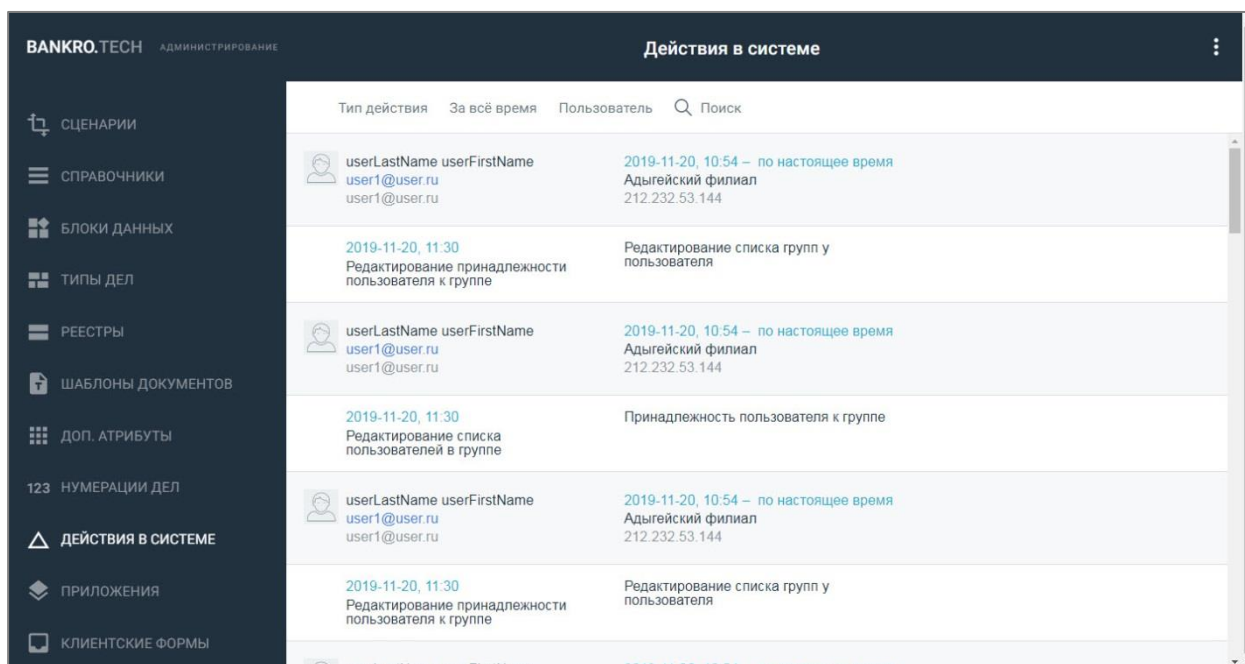 BANKRO.TECH АДМИНИСТРИРОВАНИЕ
Действия в системе
СЦЕНАРИИ
СПРАВОЧНИКИ
БЛОКИ ДАННЫХ
ТИПЫ ДЕЛ
РЕЕСТРЫ
ШАБЛОНЫ ДОКУМЕНТОВ
ДОП. АТРИБУТЫ
123 НУМЕРАЦИИ ДЕЛ
ДЕЙСТВИЯ В СИСТЕМЕ
ПРИЛОЖЕНИЯ
КЛИЕНТСКИЕ ФОРМЫ
Тип действия За всё время Пользователь Поиск
userLastName userFirstName
user1@user.ru
user1@user.ru
2019-11-20, 10:54 – по настоящее время
Адыгейский филиал
212.232.53.144
2019-11-20, 11:30
Редактирование принадлежности
пользователя к группе
Редактирование списка групп у
пользователя
userLastName userFirstName
user1@user.ru
user1@user.ru
2019-11-20, 10:54 – по настоящее время
Адыгейский филиал
212.232.53.144
2019-11-20, 11:30
Редактирование списка
пользователей в группе
Принадлежность пользователя к группе
userLastName userFirstName
user1@user.ru
user1@user.ru
2019-11-20, 10:54 – по настоящее время
Адыгейский филиал
212.232.53.144
2019-11-20, 11:30
Редактирование принадлежности
пользователя к группе
Редактирование списка групп у
пользователя